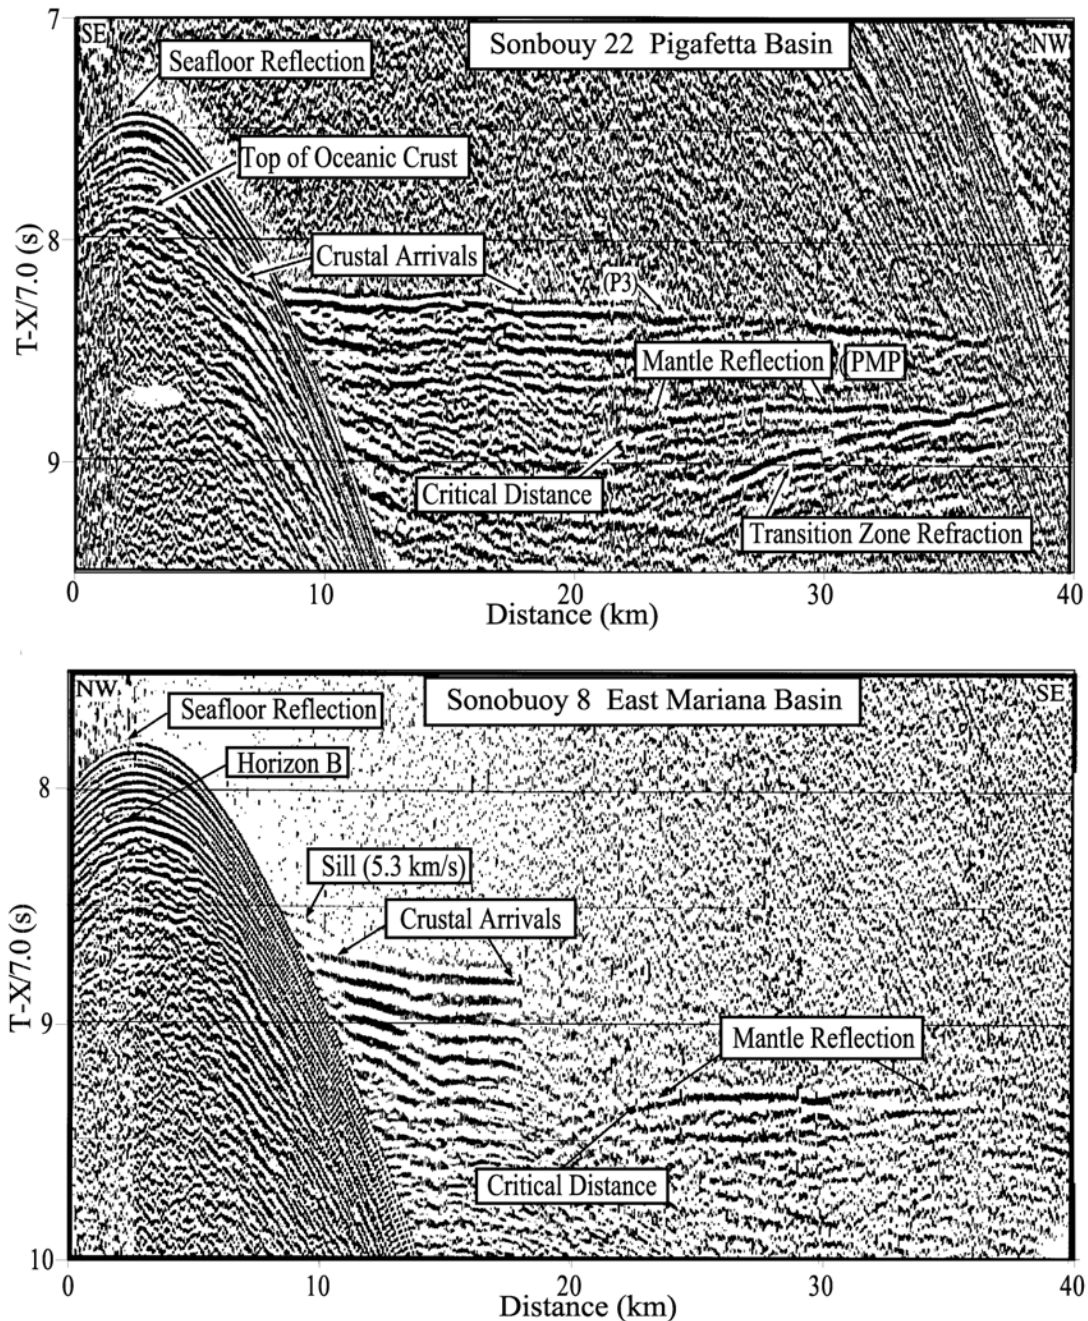 7
SE
Sonbouy 22 Pigafetta Basin
NW
Seafloor Reflection
Top of Oceanic Crust
8
Crustal Arrivals
(P3)
T-X/7.0 (s)
Mantle Reflection (PMP
9
Critical Distance
Transition Zone Refraction
0 10 20 30 40
Distance (km)
NW
Sonobuoy 8 East Mariana Basin
SE
Seafloor Reflection
Horizon B
8
Sill (5.3 km/s)
Crustal Arrivals
T-X/7.0 (s)
9
Mantle Reflection
Critical Distance
10
0 10 20 30 40
Distance (km)